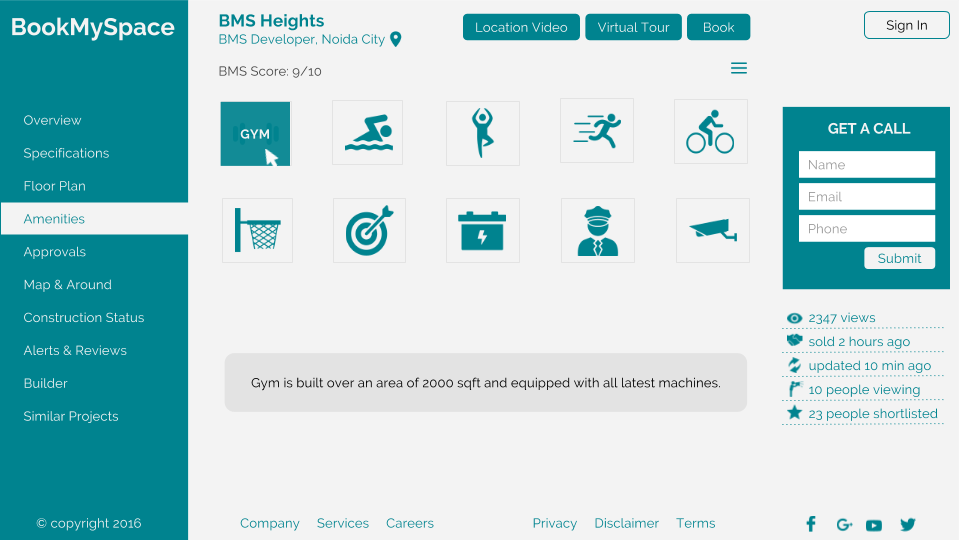 BookMySpace
Overview
Specifications
Floor Plan
Amenities
Approvals
Map & Around
Construction Status
Alerts & Reviews
Builder
Similar Projects
© copyright 2016
BMS Heights
BMS Developer, Noida City
Location Video
Virtual Tour
Book
Sign In
BMS Score: 9/10
GYM
Gym is built over an area of 2000 sqft and equipped with all latest machines.
GET A CALL
Name
Email
Phone
Submit
2347 views
sold 2 hours ago
updated 10 min ago
10 people viewing
23 people shortlisted
Company Services Careers
Privacy Disclaimer Terms